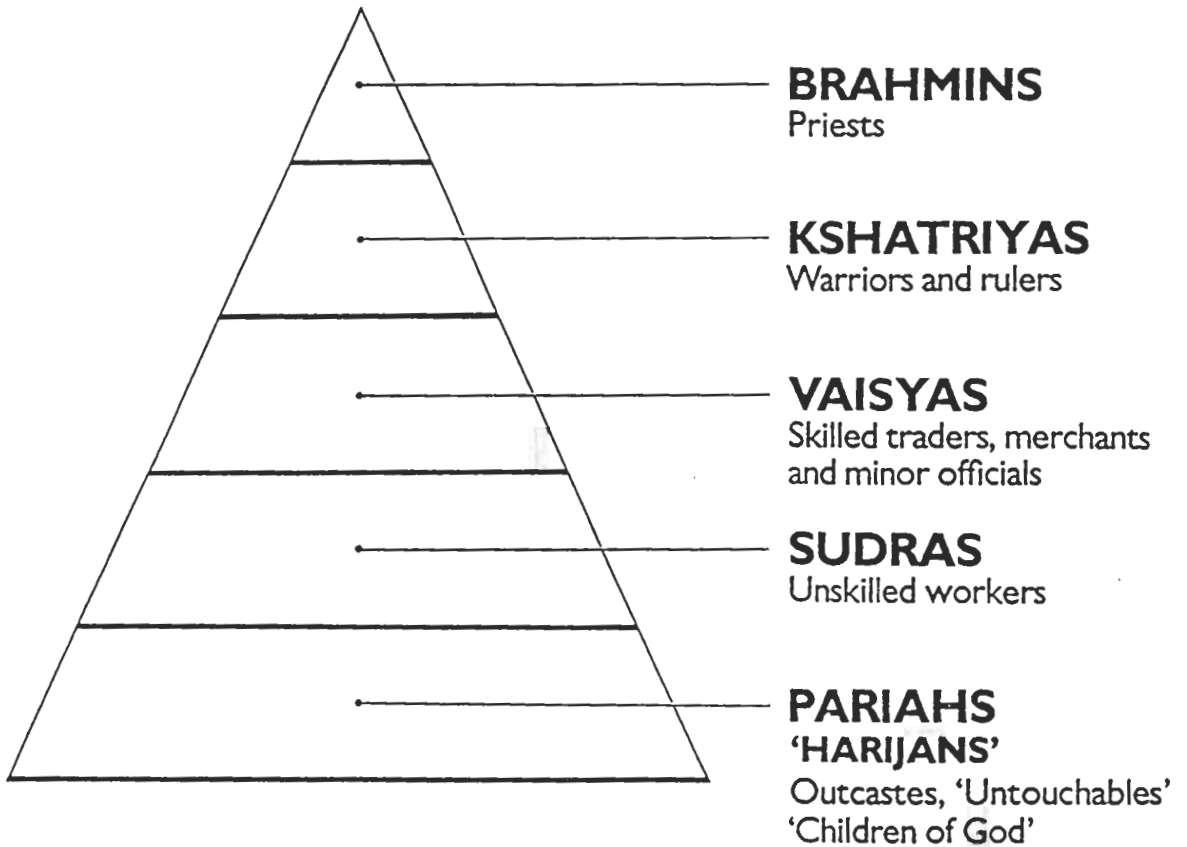 BRAHMINS
Priests
KSHATRIYAS
Warriors and rulers
VAISYAS
Skilled traders, merchants
and minor officials
SUDRAS
Unskilled workers
PARIAHS
‘HARIJANS’
Outcastes, ‘Untouchables’
‘Children of God’